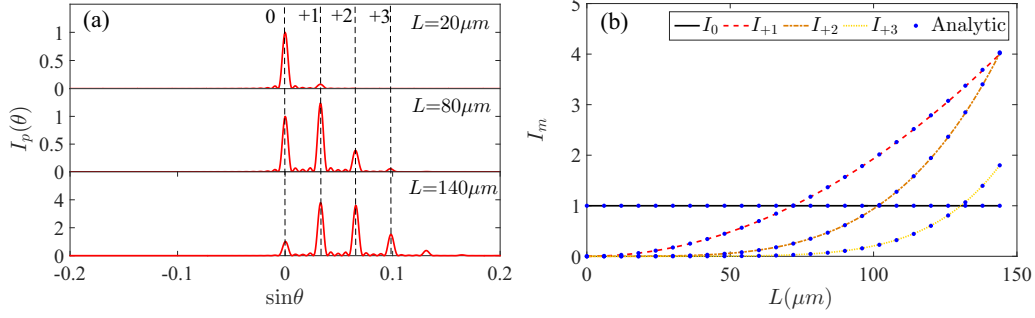 (a)
0 +1 +2 +3
L=20μm
1
0.5
0
L=80μm
1
0.5
0
L=140μm
4
2
0
-0.2 -0.1 0 0.1 0.2
I_p(θ)
sinθ
(b)
I_0 I_{+1} I_{+2} I_{+3} Analytic
5
4
3
2
1
0
0 50 100 150
I_m
L(μm)